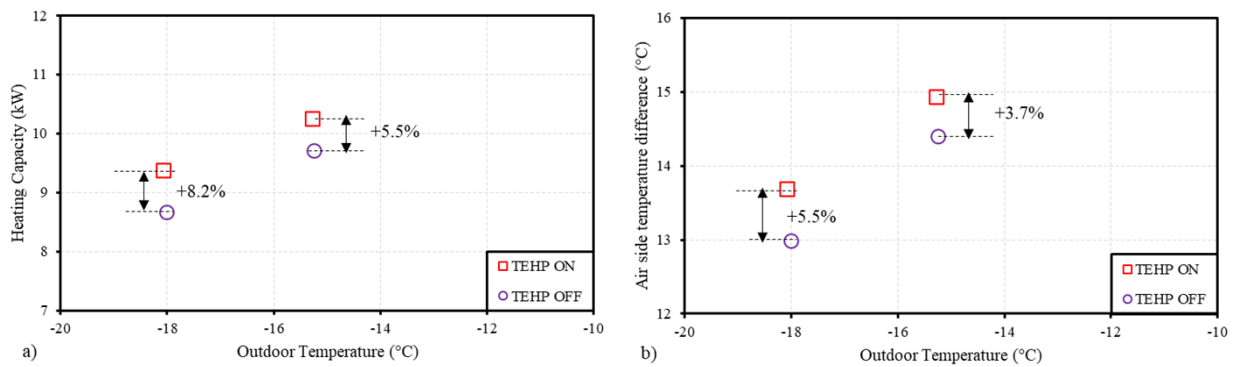 12
11
10
9
8
7
Heating Capacity (kW)
+8.2%
+5.5%
TEHP ON
TEHP OFF
-20
-18
-16
-14
-12
-10
Outdoor Temperature (°C)
a)
16
15
14
13
12
Air side temperature difference (°C)
+5.5%
+3.7%
TEHP ON
TEHP OFF
-20
-18
-16
-14
-12
-10
Outdoor Temperature (°C)
b)